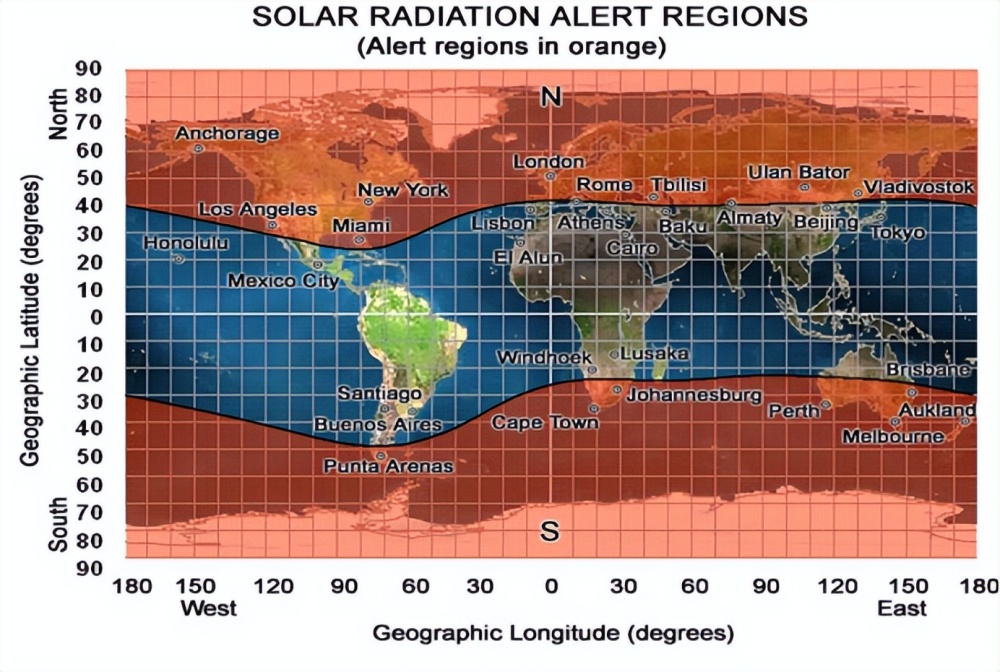 SOLAR RADIATION ALERT REGIONS
(Alert regions in orange)
90
80 N
North
70
Anchorage
60 London
50 Ulan Bator
New York Rome Tbilisi Vladivostok
40
Los Angeles Miami Lisbon Athens Baku Almaty Beijing Tokyo
30
Honolulu Cairo
El Alun
20
Mexico City
10
0
10
Windhoek Lusaka
20 Brisbane
Santiago Johannesburg
30
Perth Aukland
Buenos Aires Cape Town
40
Melbourne
50
Punta Arenas
60
70
South S
80
90
Geographic Latitude (degrees)
180 150 120 90 60 30 0 30 60 90 120 150 180
West East
Geographic Longitude (degrees)